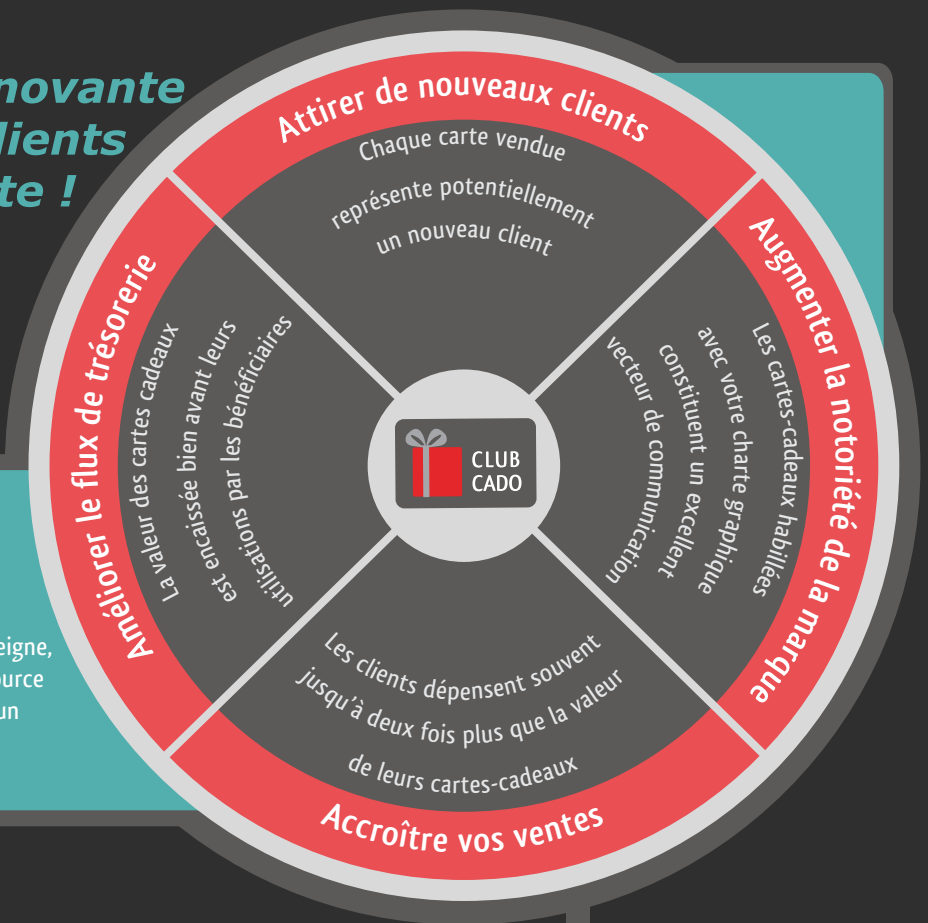 novante
lients
te !
Attirer de nouveaux clients
Chaque carte vendue
représente potentiellement
un nouveau client
Augmenter la notoriété de la marque
Les cartes-cadeaux habillées
avec votre charte graphique
constituent un excellent
vecteur de communication
Améliorer le flux de trésorerie
La valeur des cartes cadeaux
est encaissée bien avant leurs
utilisations par les bénéficiaires
CLUB
CADO
Les clients dépensent souvent
jusqu'à deux fois plus que la valeur
de leurs cartes-cadeaux
Accroître vos ventes
eigne,
ource
un